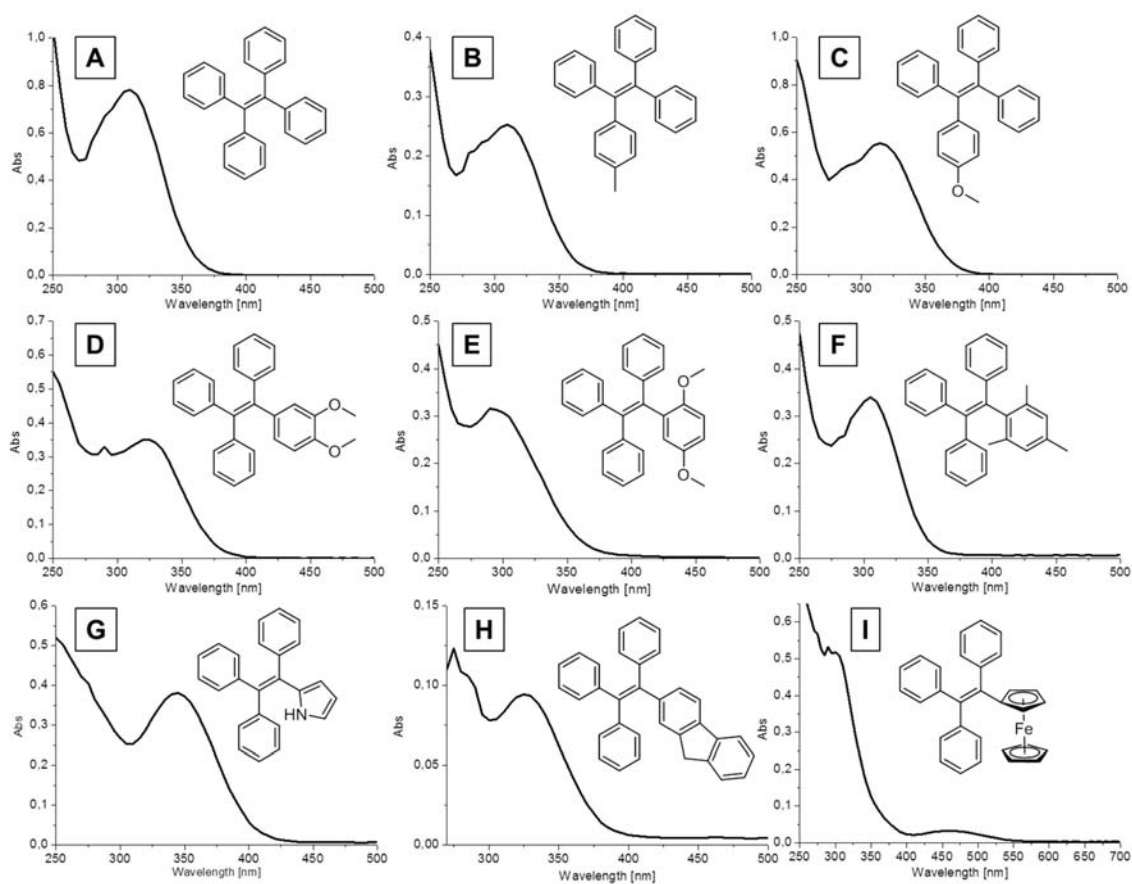 A
B
C
1,0
0,8
0,6
0,4
0,2
0,0
Abs
250 300 350 400 450 500
Wavelength [nm]
0,4
0,3
0,2
0,1
0,0
Abs
250 300 350 400 450 500
Wavelength [nm]
1,0
0,8
0,6
0,4
0,2
0,0
Abs
O
250 300 350 400 450 500
Wavelength [nm]
D
E
F
0,7
0,6
0,5
0,4
0,3
0,2
0,1
0,0
Abs
O
O
250 300 350 400 450 500
Wavelength [nm]
0,5
0,4
0,3
0,2
0,1
0,0
Abs
O
O
250 300 350 400 450 500
Wavelength [nm]
0,5
0,4
0,3
0,2
0,1
0,0
Abs
250 300 350 400 450 500
Wavelength [nm]
G
H
I
0,6
0,5
0,4
0,3
0,2
0,1
0,0
Abs
HN
250 300 350 400 450 500
Wavelength [nm]
0,15
0,10
0,05
0,00
Abs
300 350 400 450 500
Wavelength [nm]
0,6
0,5
0,4
0,3
0,2
0,1
0,0
Abs
Fe
250 300 350 400 450 500 550 600 650 700
Wavelength [nm]